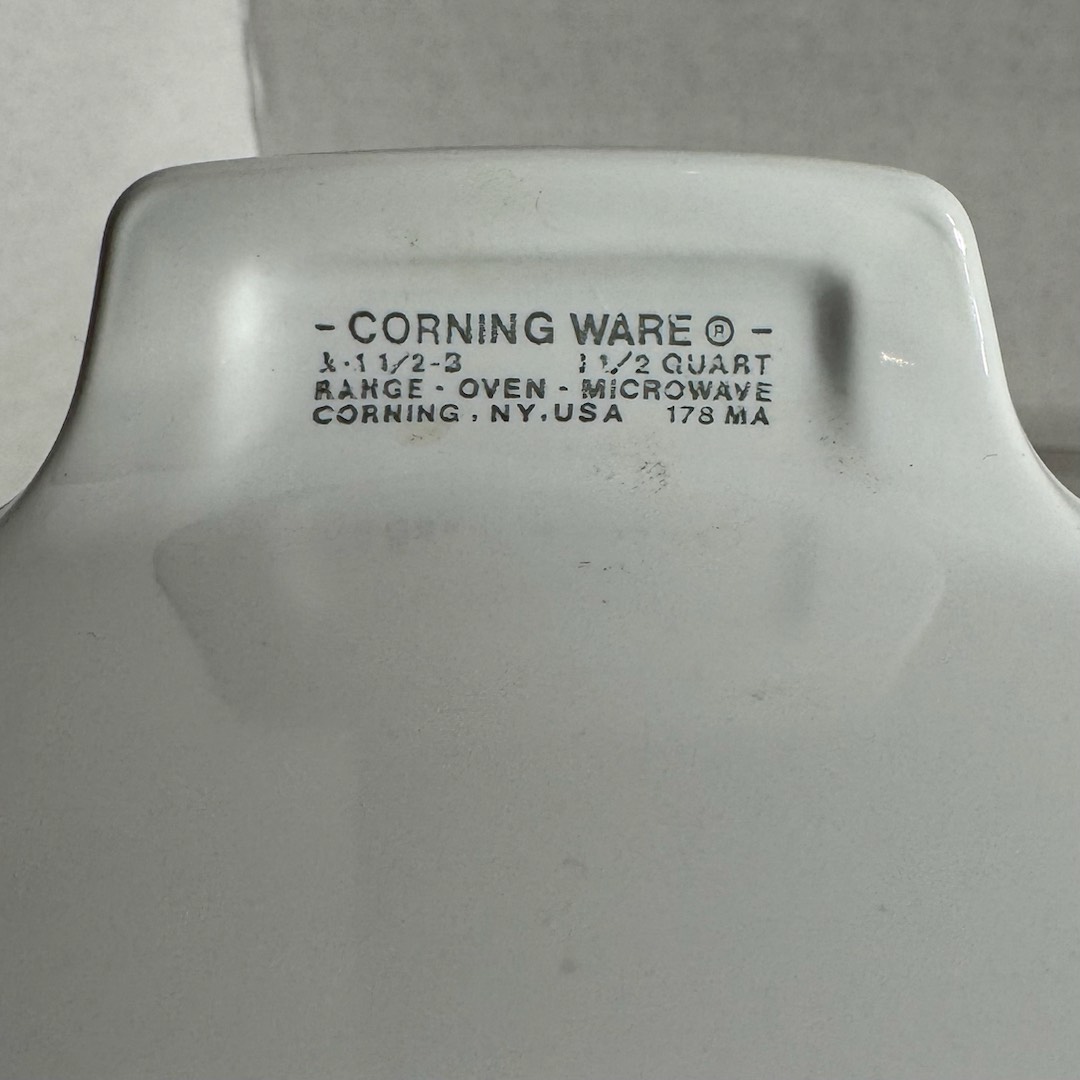 - CORNING WARE ® -
A-1 1/2-B 1 1/2 QUART
RANGE - OVEN - MICROWAVE
CORNING, NY, USA 178 MA